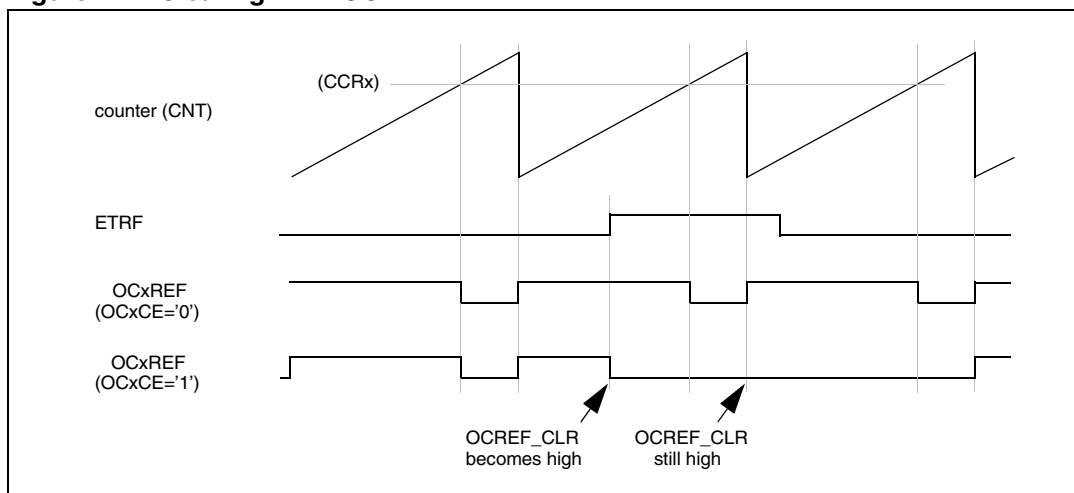 (CCRx)
counter (CNT)
ETRF
OCxREF
(OCxCE='0')
OCxREF
(OCxCE='1')
OCREF_CLR
becomes high
OCREF_CLR
still high